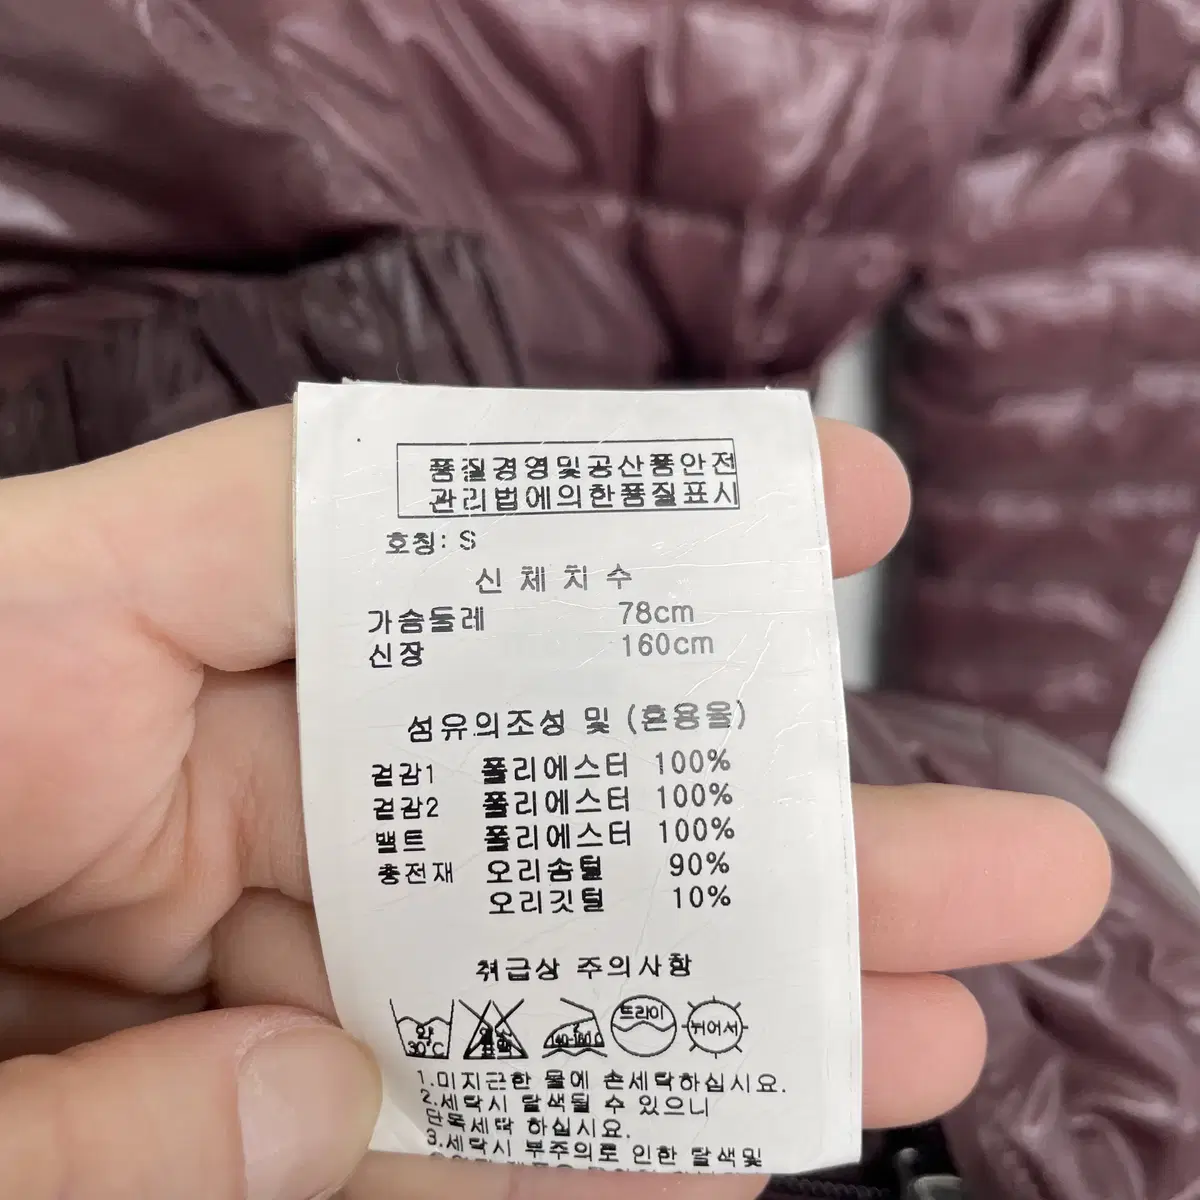 품질경영및공산품안전
관리법에의한품질표시
호칭: S
신 체 치 수
가슴둘레 78cm
신장 160cm
섬유의조성 및 (혼용율)
겉감1 폴리에스터 100%
겉감2 폴리에스터 100%
밸트 폴리에스터 100%
충전재 오리솜털 90%
오리깃털 10%
취급상 주의사항
약 30℃ 드라이 뉘어서
1.미지근한 물에 손세탁하십시요.
2.세탁시 탈색될 수 있으니
단독세탁 하십시요.
3.세탁시 부주의로 인한 탈색및